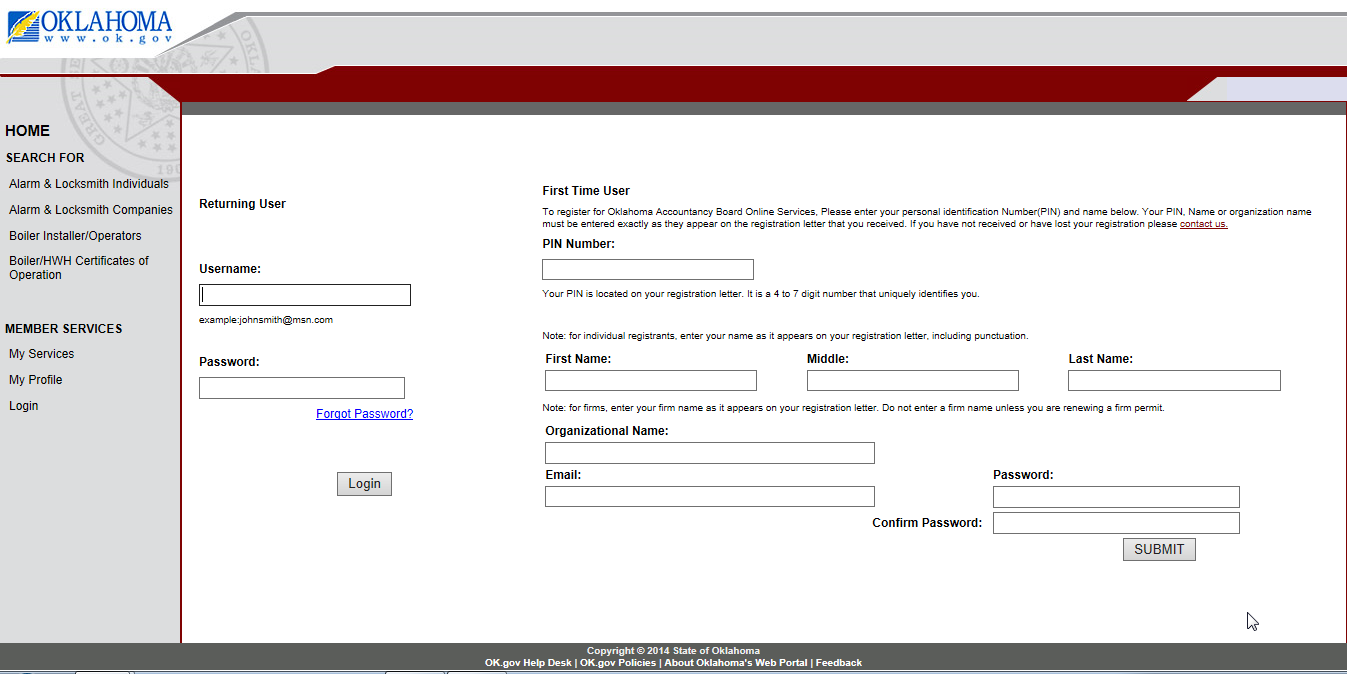 OKLAHOMA
www.ok.gov
HOME
SEARCH FOR
Alarm & Locksmith Individuals
Alarm & Locksmith Companies
Boiler Installer/Operators
Boiler/HWH Certificates of
Operation
MEMBER SERVICES
My Services
My Profile
Login
Returning User
Username:
example:johnsmith@msn.com
Password:
Forgot Password?
Login
First Time User
To register for Oklahoma Accountancy Board Online Services, Please enter your personal identification Number(PIN) and name below. Your PIN, Name or organization name
must be entered exactly as they appear on the registration letter that you received. If you have not received or have lost your registration please contact us.
PIN Number:
Your PIN is located on your registration letter. It is a 4 to 7 digit number that uniquely identifies you.
Note: for individual registrants, enter your name as it appears on your registration letter, including punctuation.
First Name: Middle: Last Name:
Note: for firms, enter your firm name as it appears on your registration letter. Do not enter a firm name unless you are renewing a firm permit.
Organizational Name:
Email: Password:
Confirm Password:
SUBMIT
Copyright © 2014 State of Oklahoma
OK.gov Help Desk | OK.gov Policies | About Oklahoma's Web Portal | Feedback